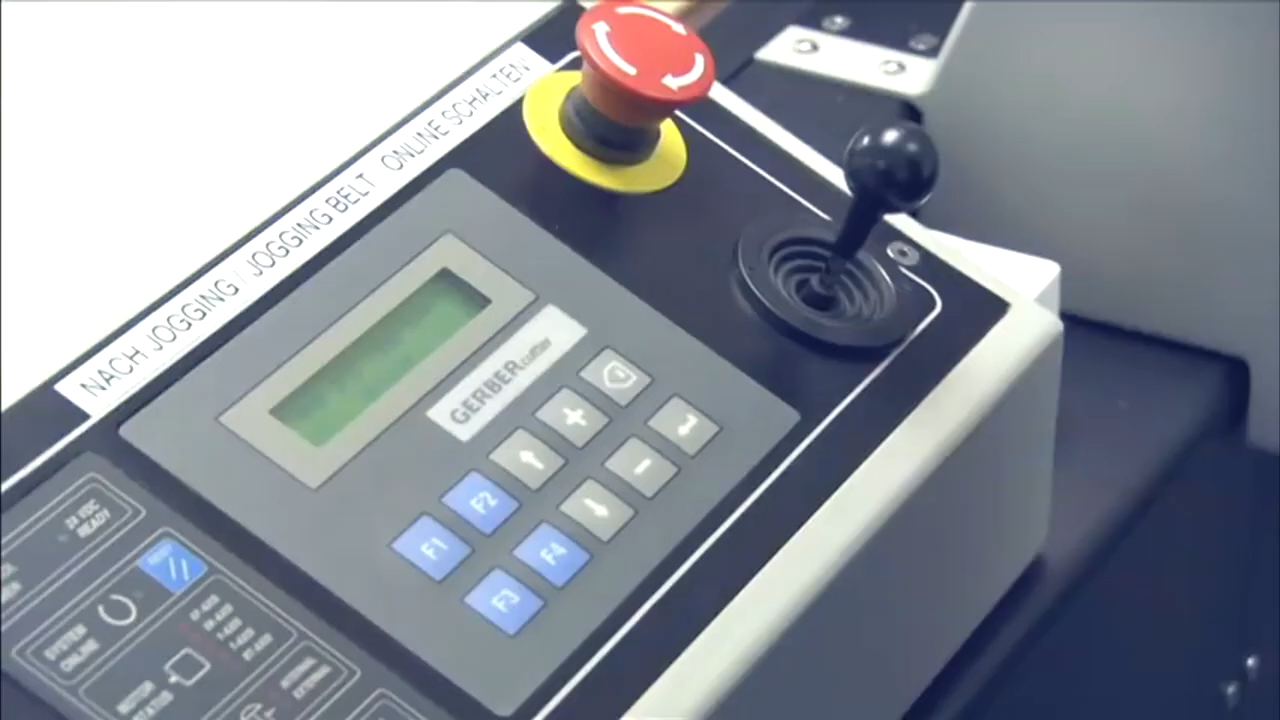 NACH JOGGING / JOGGING BELT ONLINE SCHALTEN
GERBERcutter
F1
F2
F3
F4
24 VDC
READY
SYSTEM
ONLINE
MOTOR
STATUS